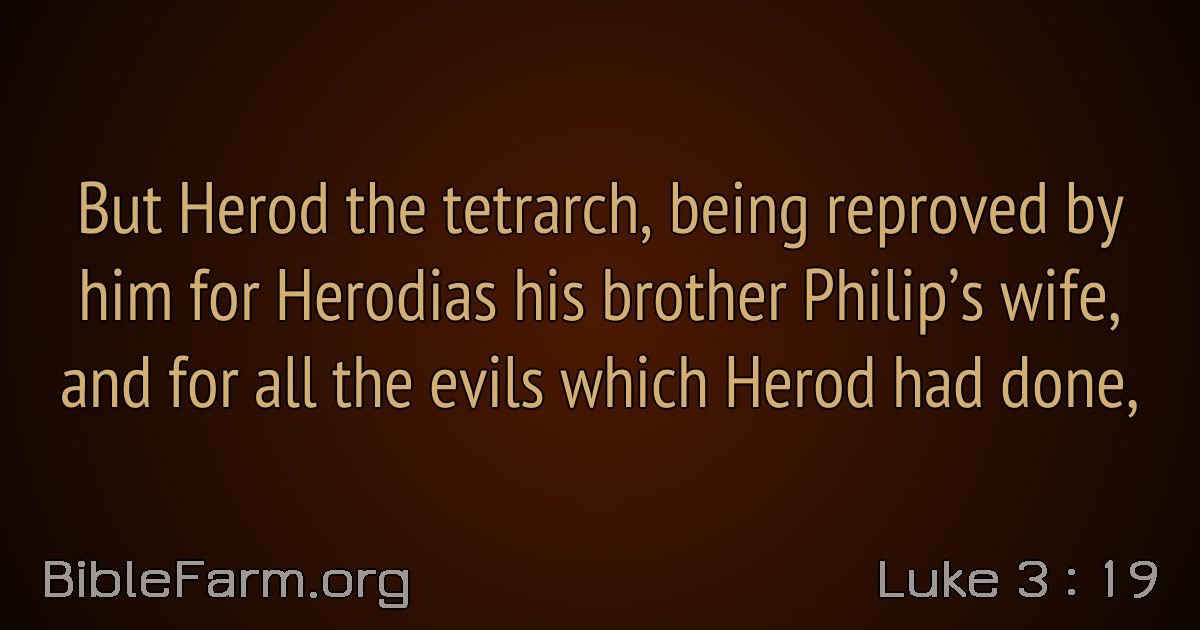 But Herod the tetrarch, being reproved by
him for Herodias his brother Philip’s wife,
and for all the evils which Herod had done,
BibleFarm.org
Luke 3 : 19